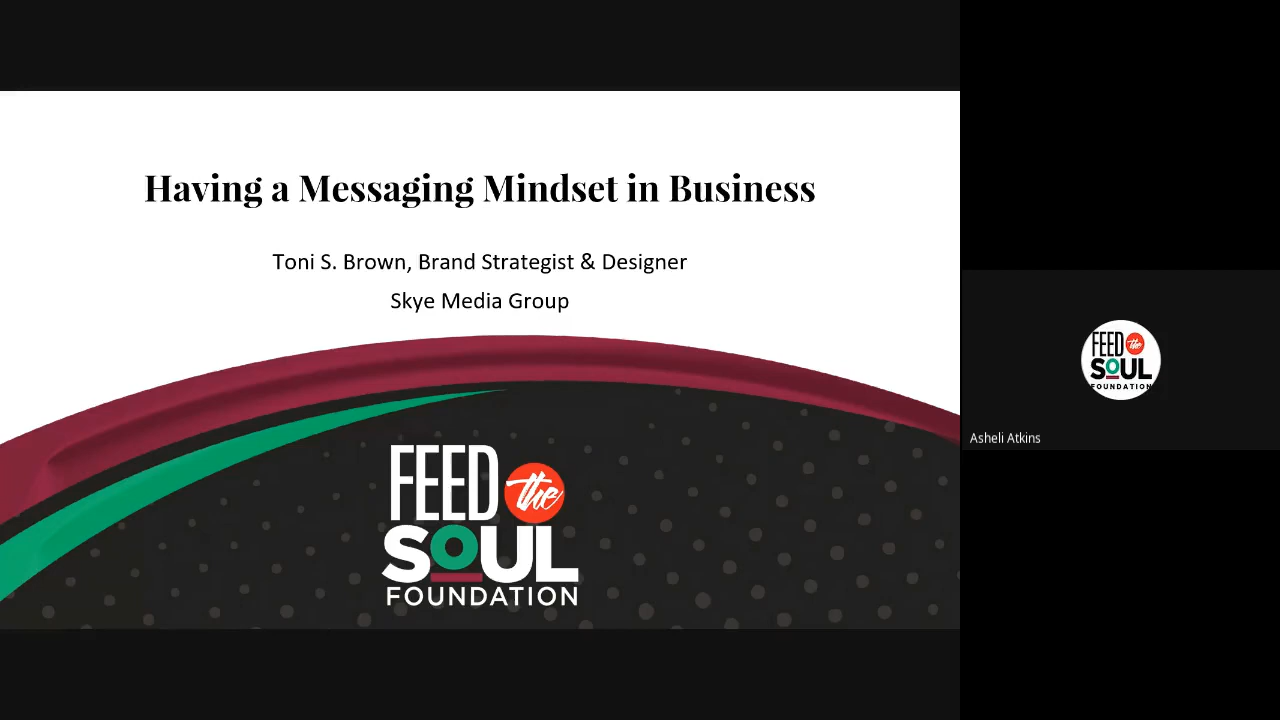 Having a Messaging Mindset in Business
Toni S. Brown, Brand Strategist & Designer
Skye Media Group
FEED the
SOUL
FOUNDATION
FEED the
SOUL
FOUNDATION
Asheli Atkins